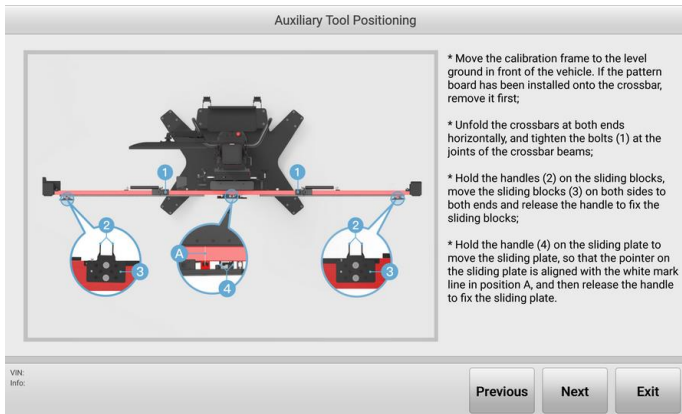 Auxiliary Tool Positioning
1
1
2
3
A
4
2
3
* Move the calibration frame to the level
ground in front of the vehicle. If the pattern
board has been installed onto the crossbar,
remove it first;
* Unfold the crossbars at both ends
horizontally, and tighten the bolts (1) at the
joints of the crossbar beams;
* Hold the handles (2) on the sliding blocks,
move the sliding blocks (3) on both sides to
both ends and release the handle to fix the
sliding blocks;
* Hold the handle (4) on the sliding plate to
move the sliding plate, so that the pointer on
the sliding plate is aligned with the white mark
line in position A, and then release the handle
to fix the sliding plate.
VIN:
Info:
Previous
Next
Exit